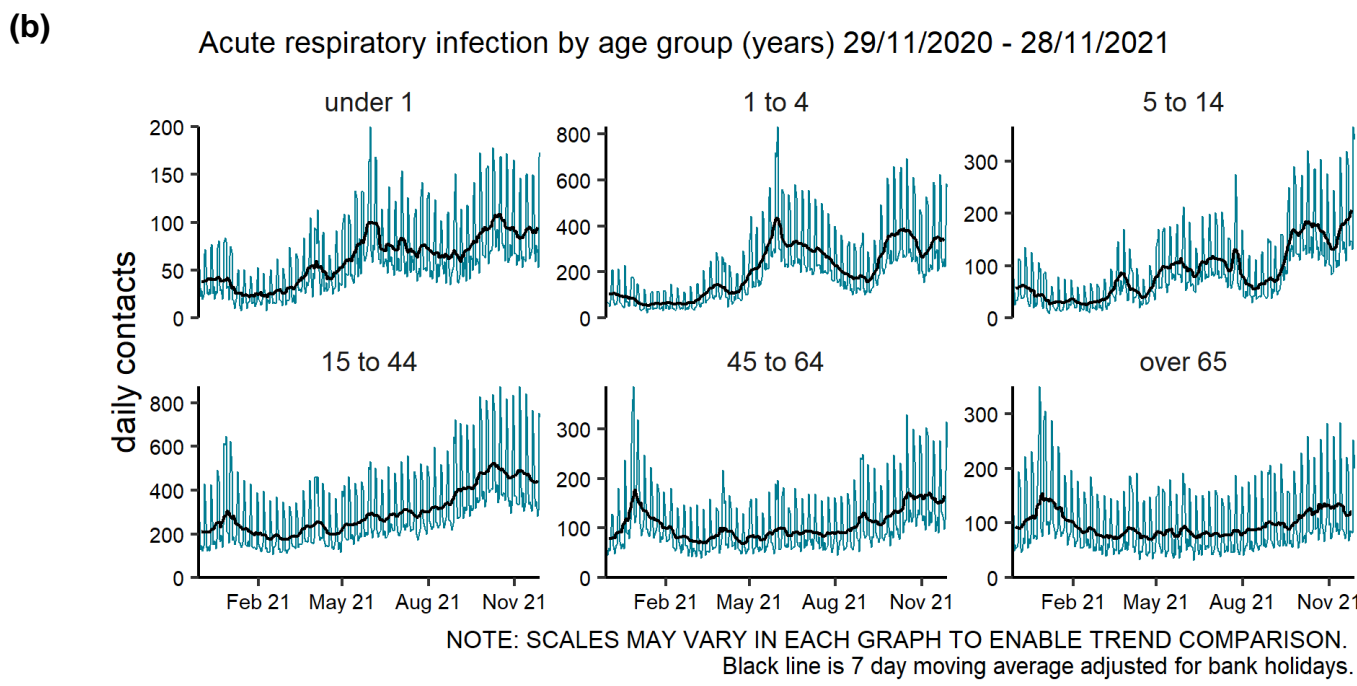 (b)
Acute respiratory infection by age group (years) 29/11/2020 - 28/11/2021
daily contacts
under 1
200
150
100
50
0
1 to 4
800
600
400
200
0
5 to 14
300
200
100
0
15 to 44
800
600
400
200
0
Feb 21 May 21 Aug 21 Nov 21
45 to 64
300
200
100
0
Feb 21 May 21 Aug 21 Nov 21
over 65
300
200
100
0
Feb 21 May 21 Aug 21 Nov 21
NOTE: SCALES MAY VARY IN EACH GRAPH TO ENABLE TREND COMPARISON.
Black line is 7 day moving average adjusted for bank holidays.